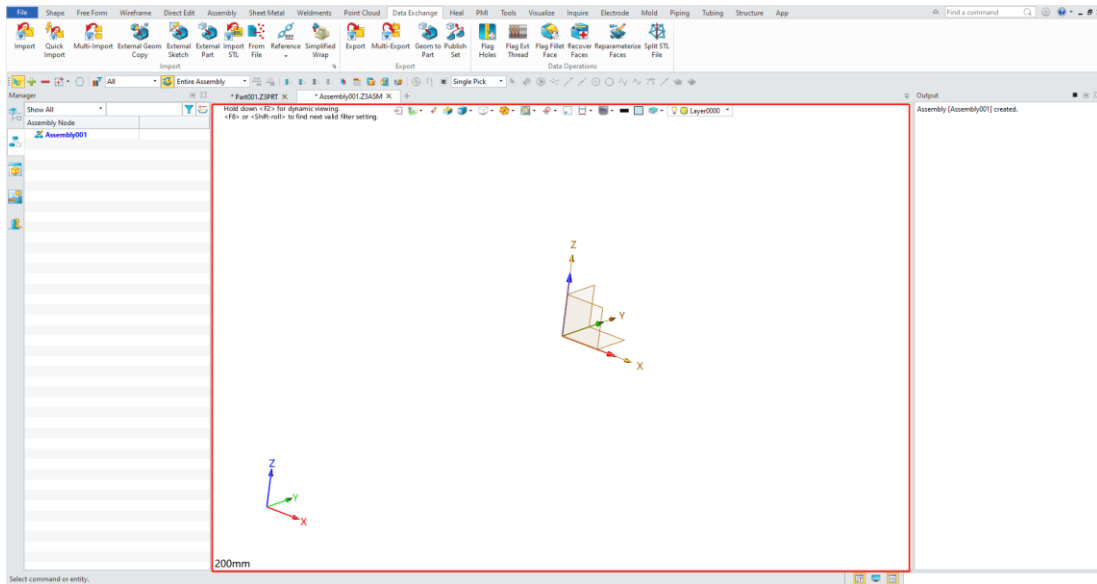 File Shape Free Form Wireframe Direct Edit Assembly Sheet Metal Weldments Point Cloud Data Exchange Heal PMI Tools Visualize Inquire Electrode Mold Piping Tubing Structure App Find a command
Import Quick Import Multi-Import External Geom Copy External Sketch External Part Import STL From File Reference Simplified Wrap Export Multi-Export Geom to Part Publish Set Flag Holes Flag Ext Thread Flag Fillet Face Recover Faces Reparameterize Faces Split STL File
Import Export Data Operations
All Entire Assembly Single Pick
Manager * Part001.Z3PRT * Assembly001.Z3ASM Output
Show All Hold down <F2> for dynamic viewing. Layer0000 Assembly [Assembly001] created.
<F8> or <Shift-roll> to find next valid filter setting.
Assembly Node
Assembly001
Z
Y
X
Z
Y
X
200mm
Select command or entity.